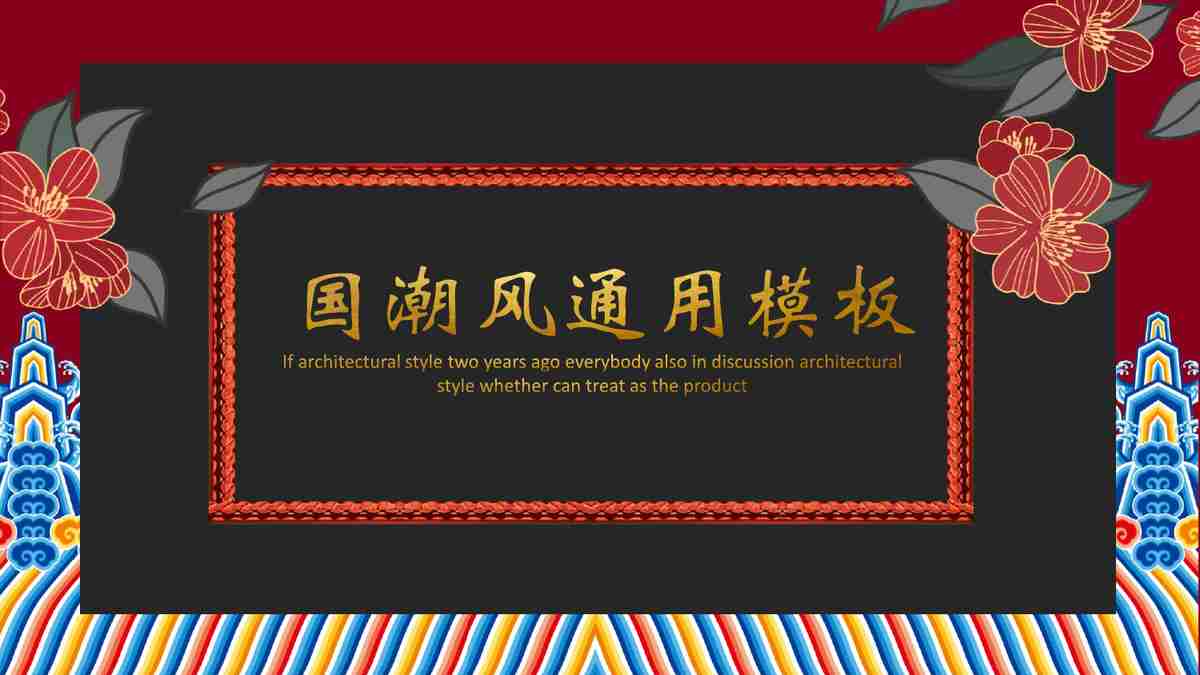 国潮风通用模板
If architectural style two years ago everybody also in discussion architectural
style whether can treat as the product